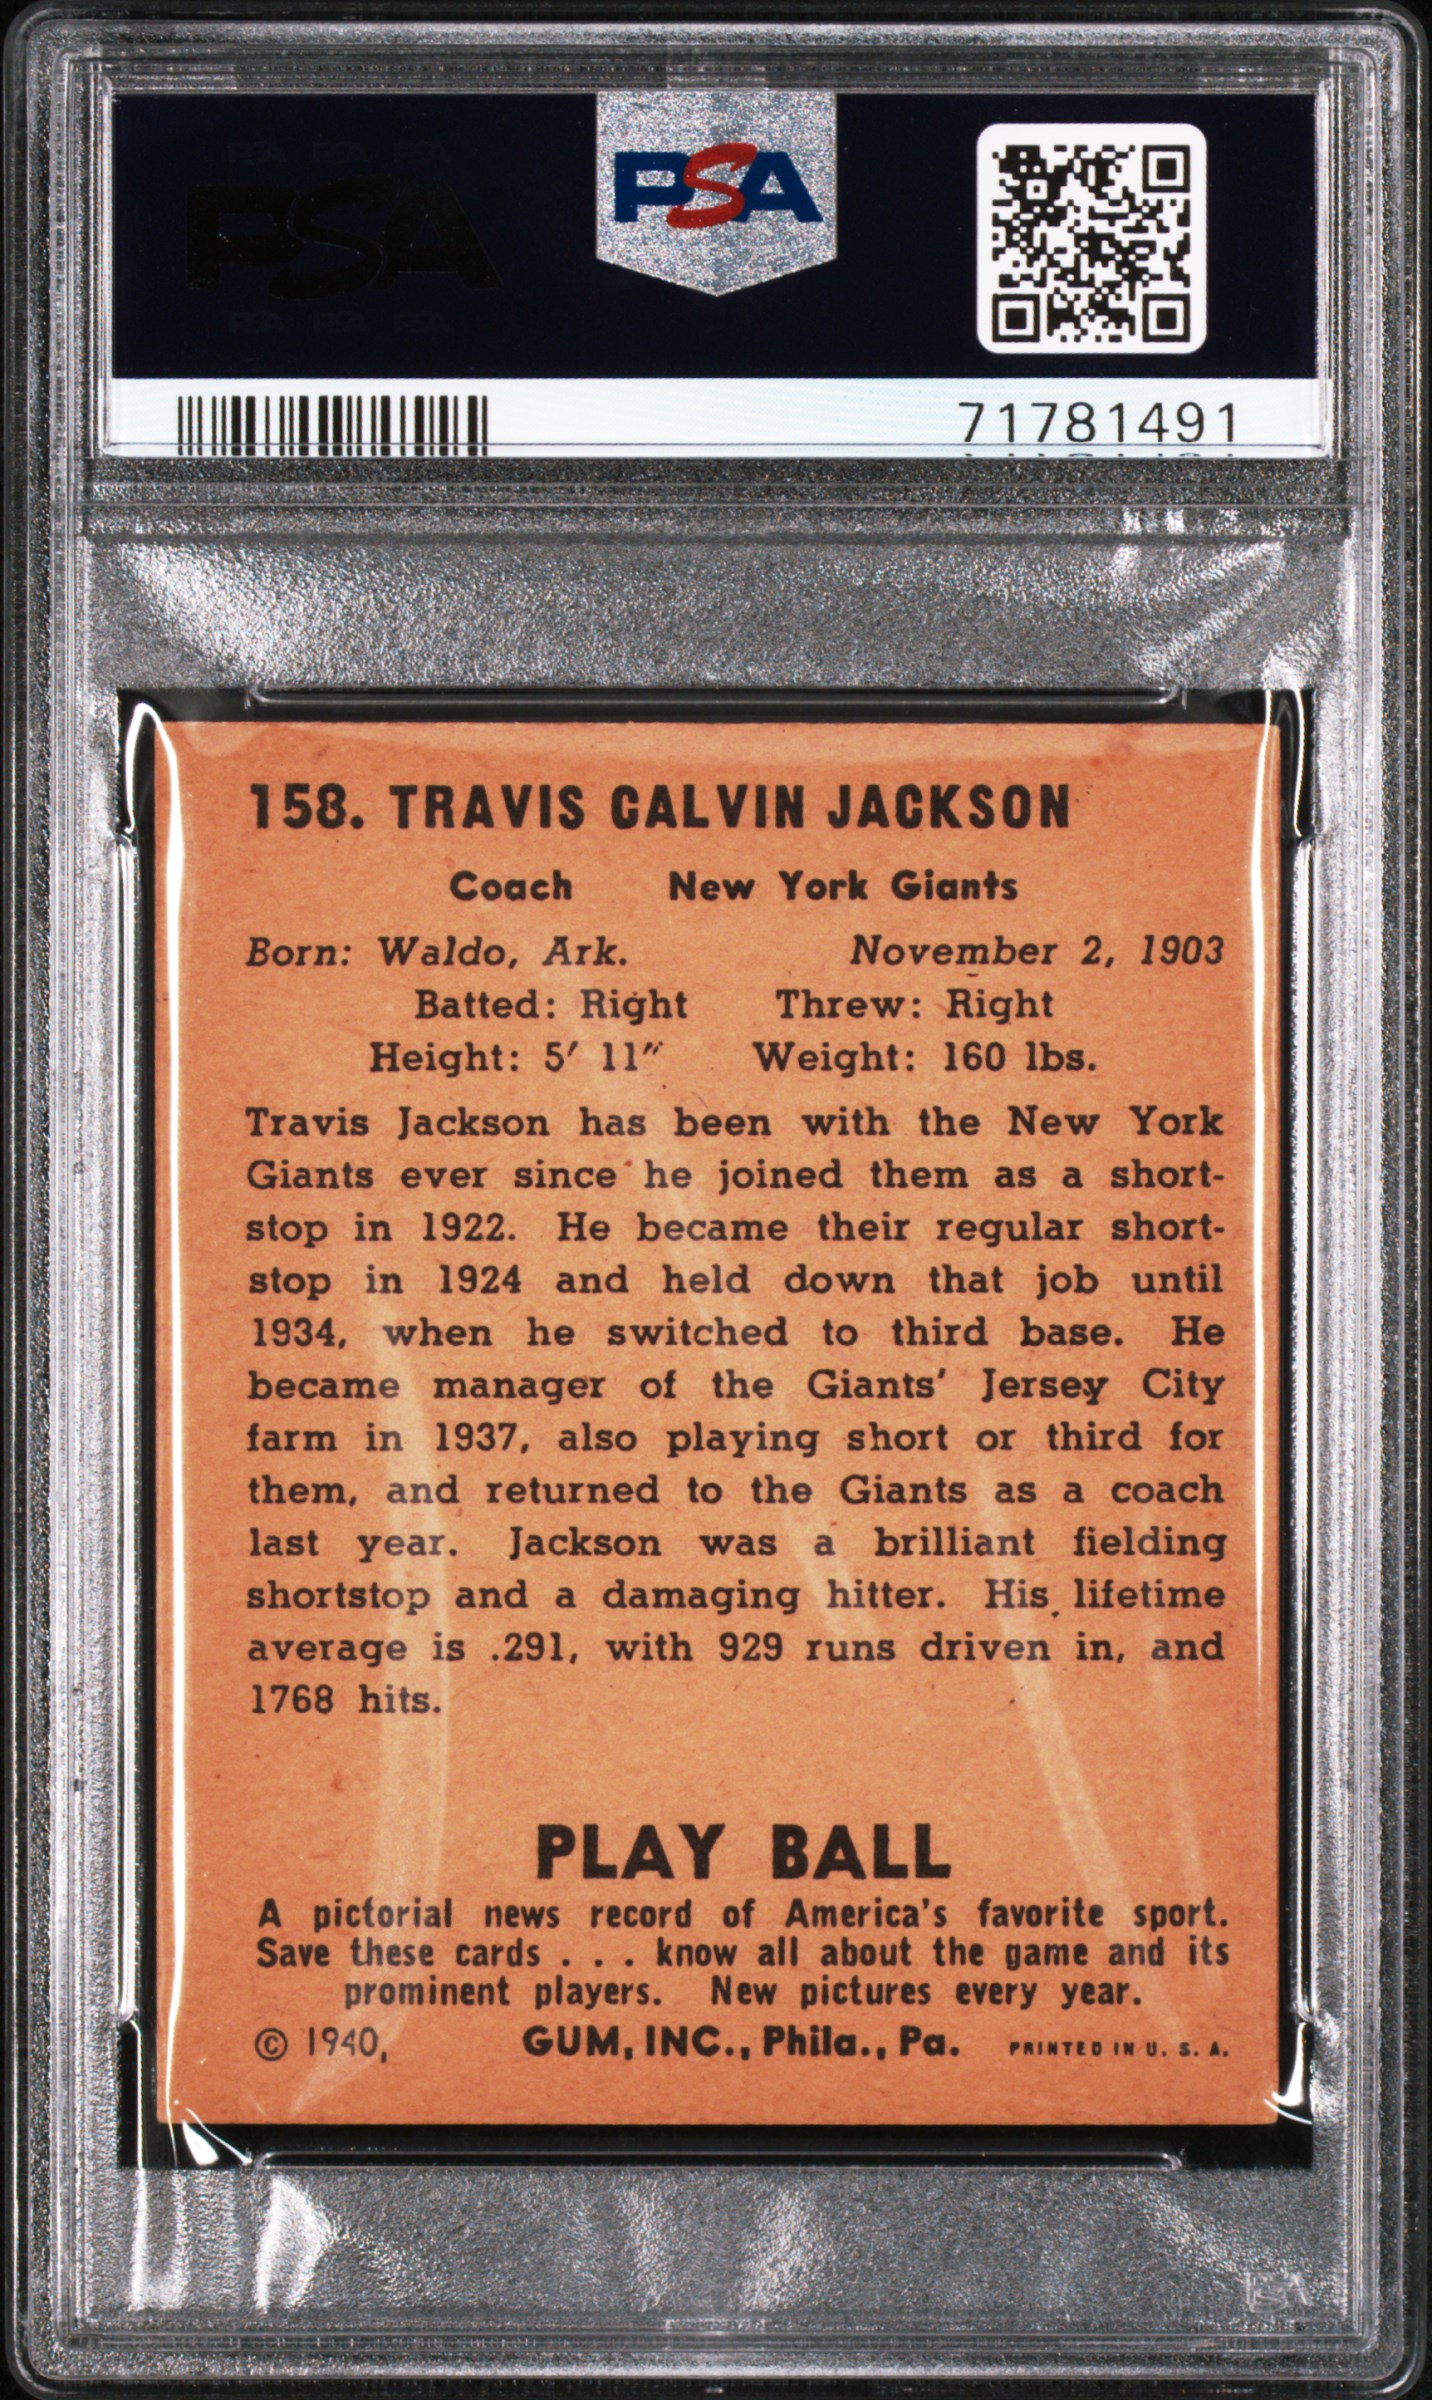 PSA PSA PSA
PSA
PSA PSA PSA
PSA
71781491
158. TRAVIS CALVIN JACKSON
Coach New York Giants
Born: Waldo, Ark. November 2, 1903
Batted: Right Threw: Right
Height: 5' 11" Weight: 160 lbs.
Travis Jackson has been with the New York
Giants ever since he joined them as a short-
stop in 1922. He became their regular short-
stop in 1924 and held down that job until
1934, when he switched to third base. He
became manager of the Giants' Jersey City
farm in 1937, also playing short or third for
them, and returned to the Giants as a coach
last year. Jackson was a brilliant fielding
shortstop and a damaging hitter. His lifetime
average is .291, with 929 runs driven in, and
1768 hits.
PLAY BALL
A pictorial news record of America's favorite sport.
Save these cards . . . know all about the game and its
prominent players. New pictures every year.
© 1940, GUM, INC., Phila., Pa. PRINTED IN U. S. A.
PSA